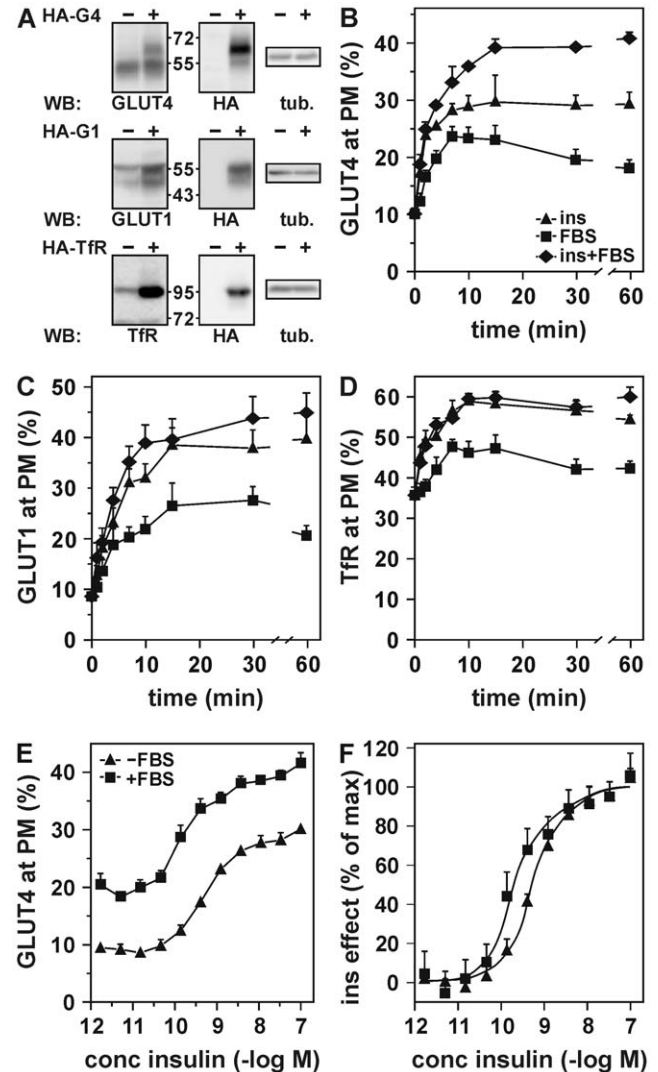 A
HA-G4 – + – + – +
72
55
WB: GLUT4 HA tub.
HA-G1 – + – + – +
55
43
WB: GLUT1 HA tub.
HA-TfR – + – + – +
95
72
WB: TfR HA tub.
B
GLUT4 at PM (%)
40
30
20
10
0
ins
FBS
ins+FBS
0 10 20 30 60
time (min)
C
GLUT1 at PM (%)
50
40
30
20
10
0
0 10 20 30 60
time (min)
D
TfR at PM (%)
60
50
40
30
20
10
0
0 10 20 30 60
time (min)
E
GLUT4 at PM (%)
40
30
20
10
0
–FBS
+FBS
12 11 10 9 8 7
conc insulin (-log M)
F
ins effect (% of max)
120
100
80
60
40
20
0
12 11 10 9 8 7
conc insulin (-log M)